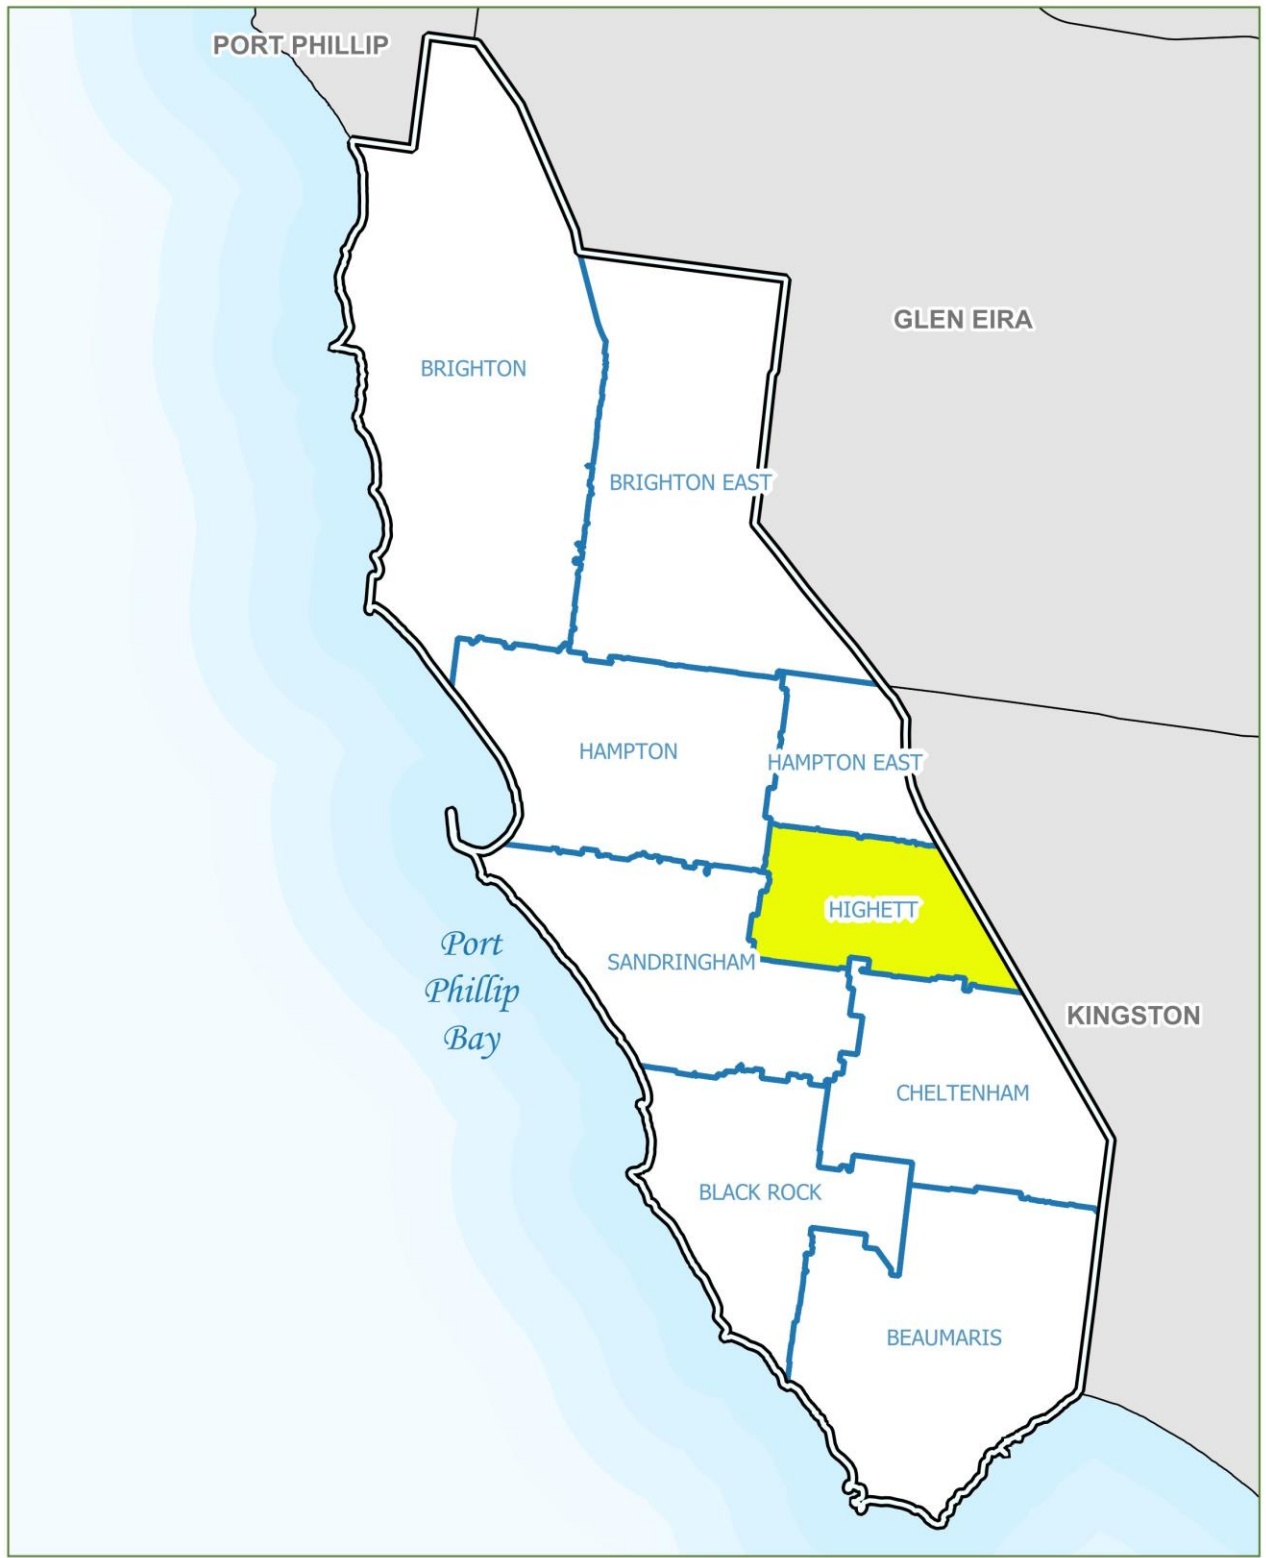 PORT PHILLIP
GLEN EIRA
BRIGHTON
BRIGHTON EAST
HAMPTON
HAMPTON EAST
HIGHETT
Port
Phillip
Bay
SANDRINGHAM
KINGSTON
CHELTENHAM
BLACK ROCK
BEAUMARIS